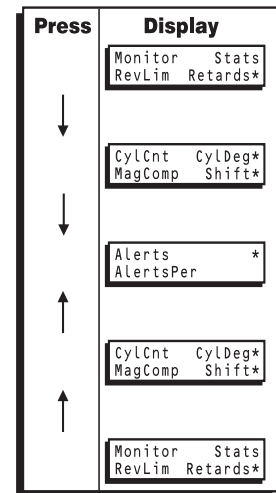 Press Display
Monitor Stats
RevLim Retards*
CylCnt CylDeg*
MagComp Shift*
Alerts *
AlertsPer
CylCnt CylDeg*
MagComp Shift*
Monitor Stats
RevLim Retards*